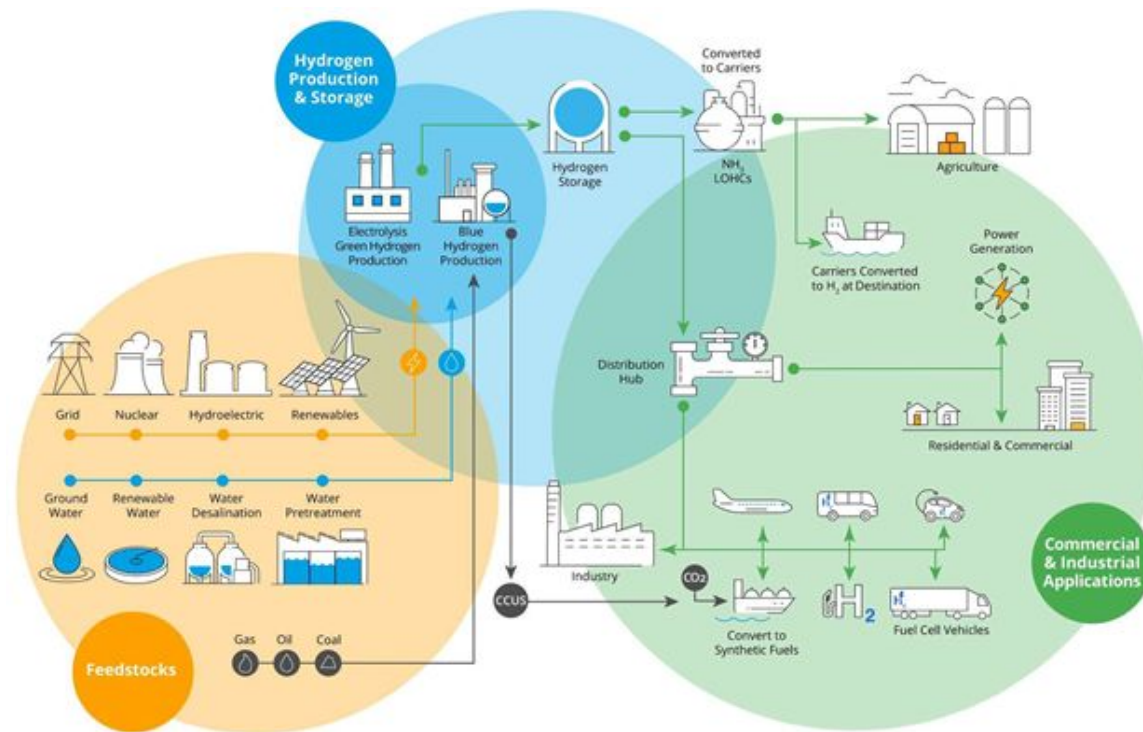 Hydrogen
Production
& Storage
Converted
to Carriers
Hydrogen
Storage
NH3
LOHCs
Agriculture
Electrolysis
Green Hydrogen
Production
Blue
Hydrogen
Production
Carriers Converted
to H2 at Destination
Power
Generation
Distribution
Hub
Residential & Commercial
Grid
Nuclear
Hydroelectric
Renewables
Ground
Water
Renewable
Water
Water
Desalination
Water
Pretreatment
Industry
CCUS
CO2
Convert to
Synthetic Fuels
H2
Fuel Cell Vehicles
Commercial
& Industrial
Applications
Gas
Oil
Coal
Feedstocks